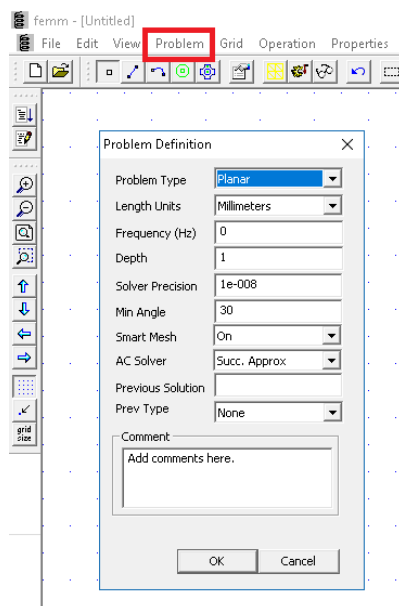 femm - [Untitled]
File Edit View Problem Grid Operation Properties
Problem Definition
Problem Type Planar
Length Units Millimeters
Frequency (Hz) 0
Depth 1
Solver Precision 1e-008
Min Angle 30
Smart Mesh On
AC Solver Succ. Approx
Previous Solution
Prev Type None
Comment
Add comments here.
OK Cancel
grid
size